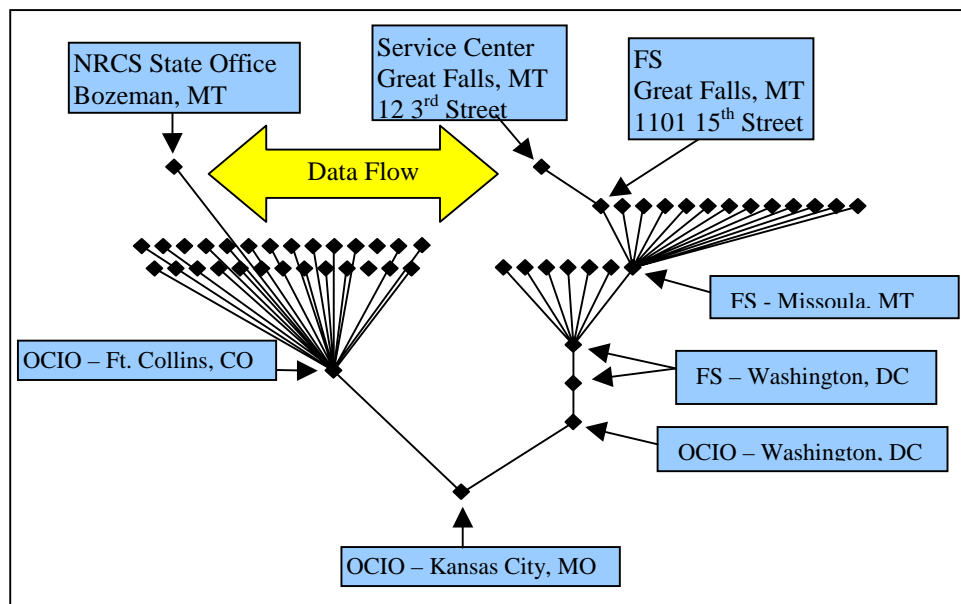 NRCS State Office
Bozeman, MT
Service Center
Great Falls, MT
12 3rd Street
FS
Great Falls, MT
1101 15th Street
Data Flow
FS - Missoula, MT
OCIO – Ft. Collins, CO
FS – Washington, DC
OCIO – Washington, DC
OCIO – Kansas City, MO